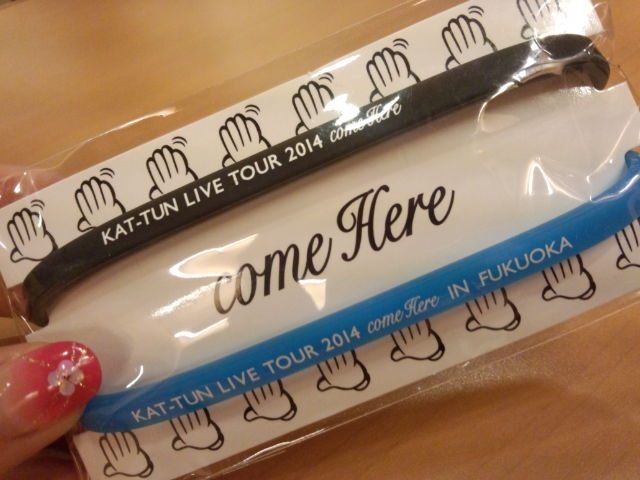 KAT-TUN LIVE TOUR 2014 come Here
come Here
KAT-TUN LIVE TOUR 2014 come Here IN FUKUOKA